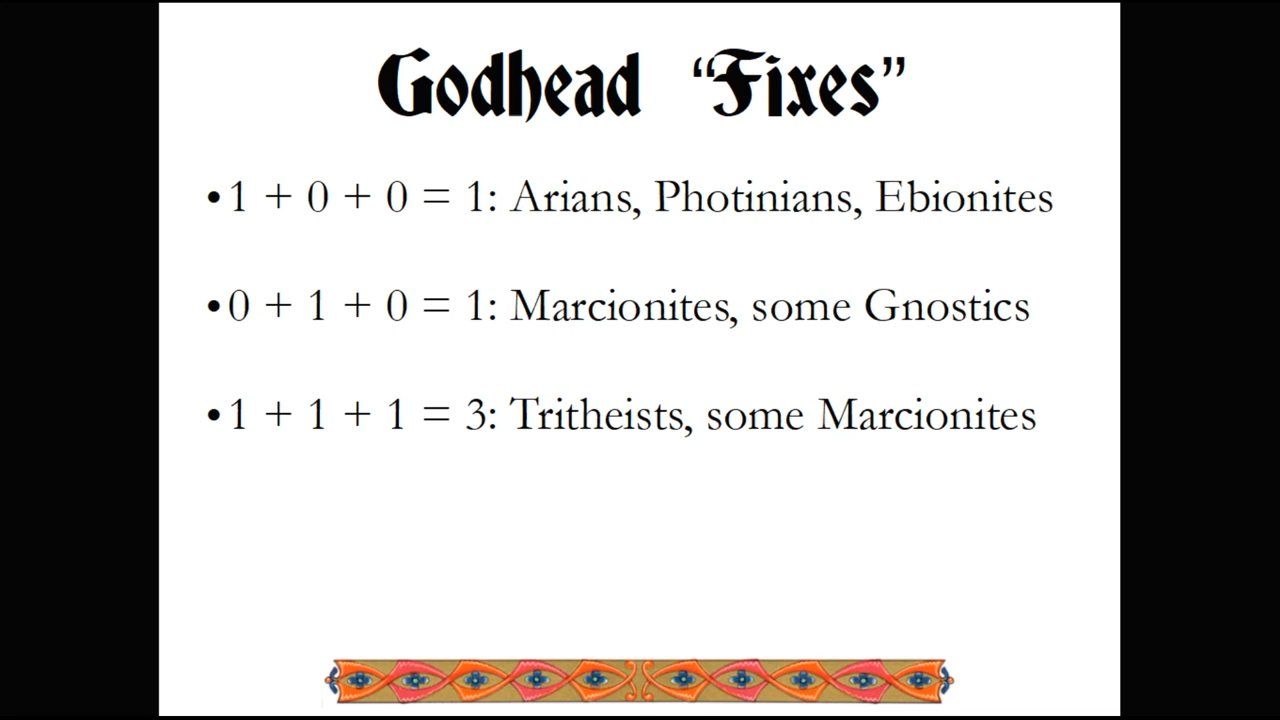 Godhead “Fixes”
•1 + 0 + 0 = 1: Arians, Photinians, Ebionites
•0 + 1 + 0 = 1: Marcionites, some Gnostics
•1 + 1 + 1 = 3: Tritheists, some Marcionites